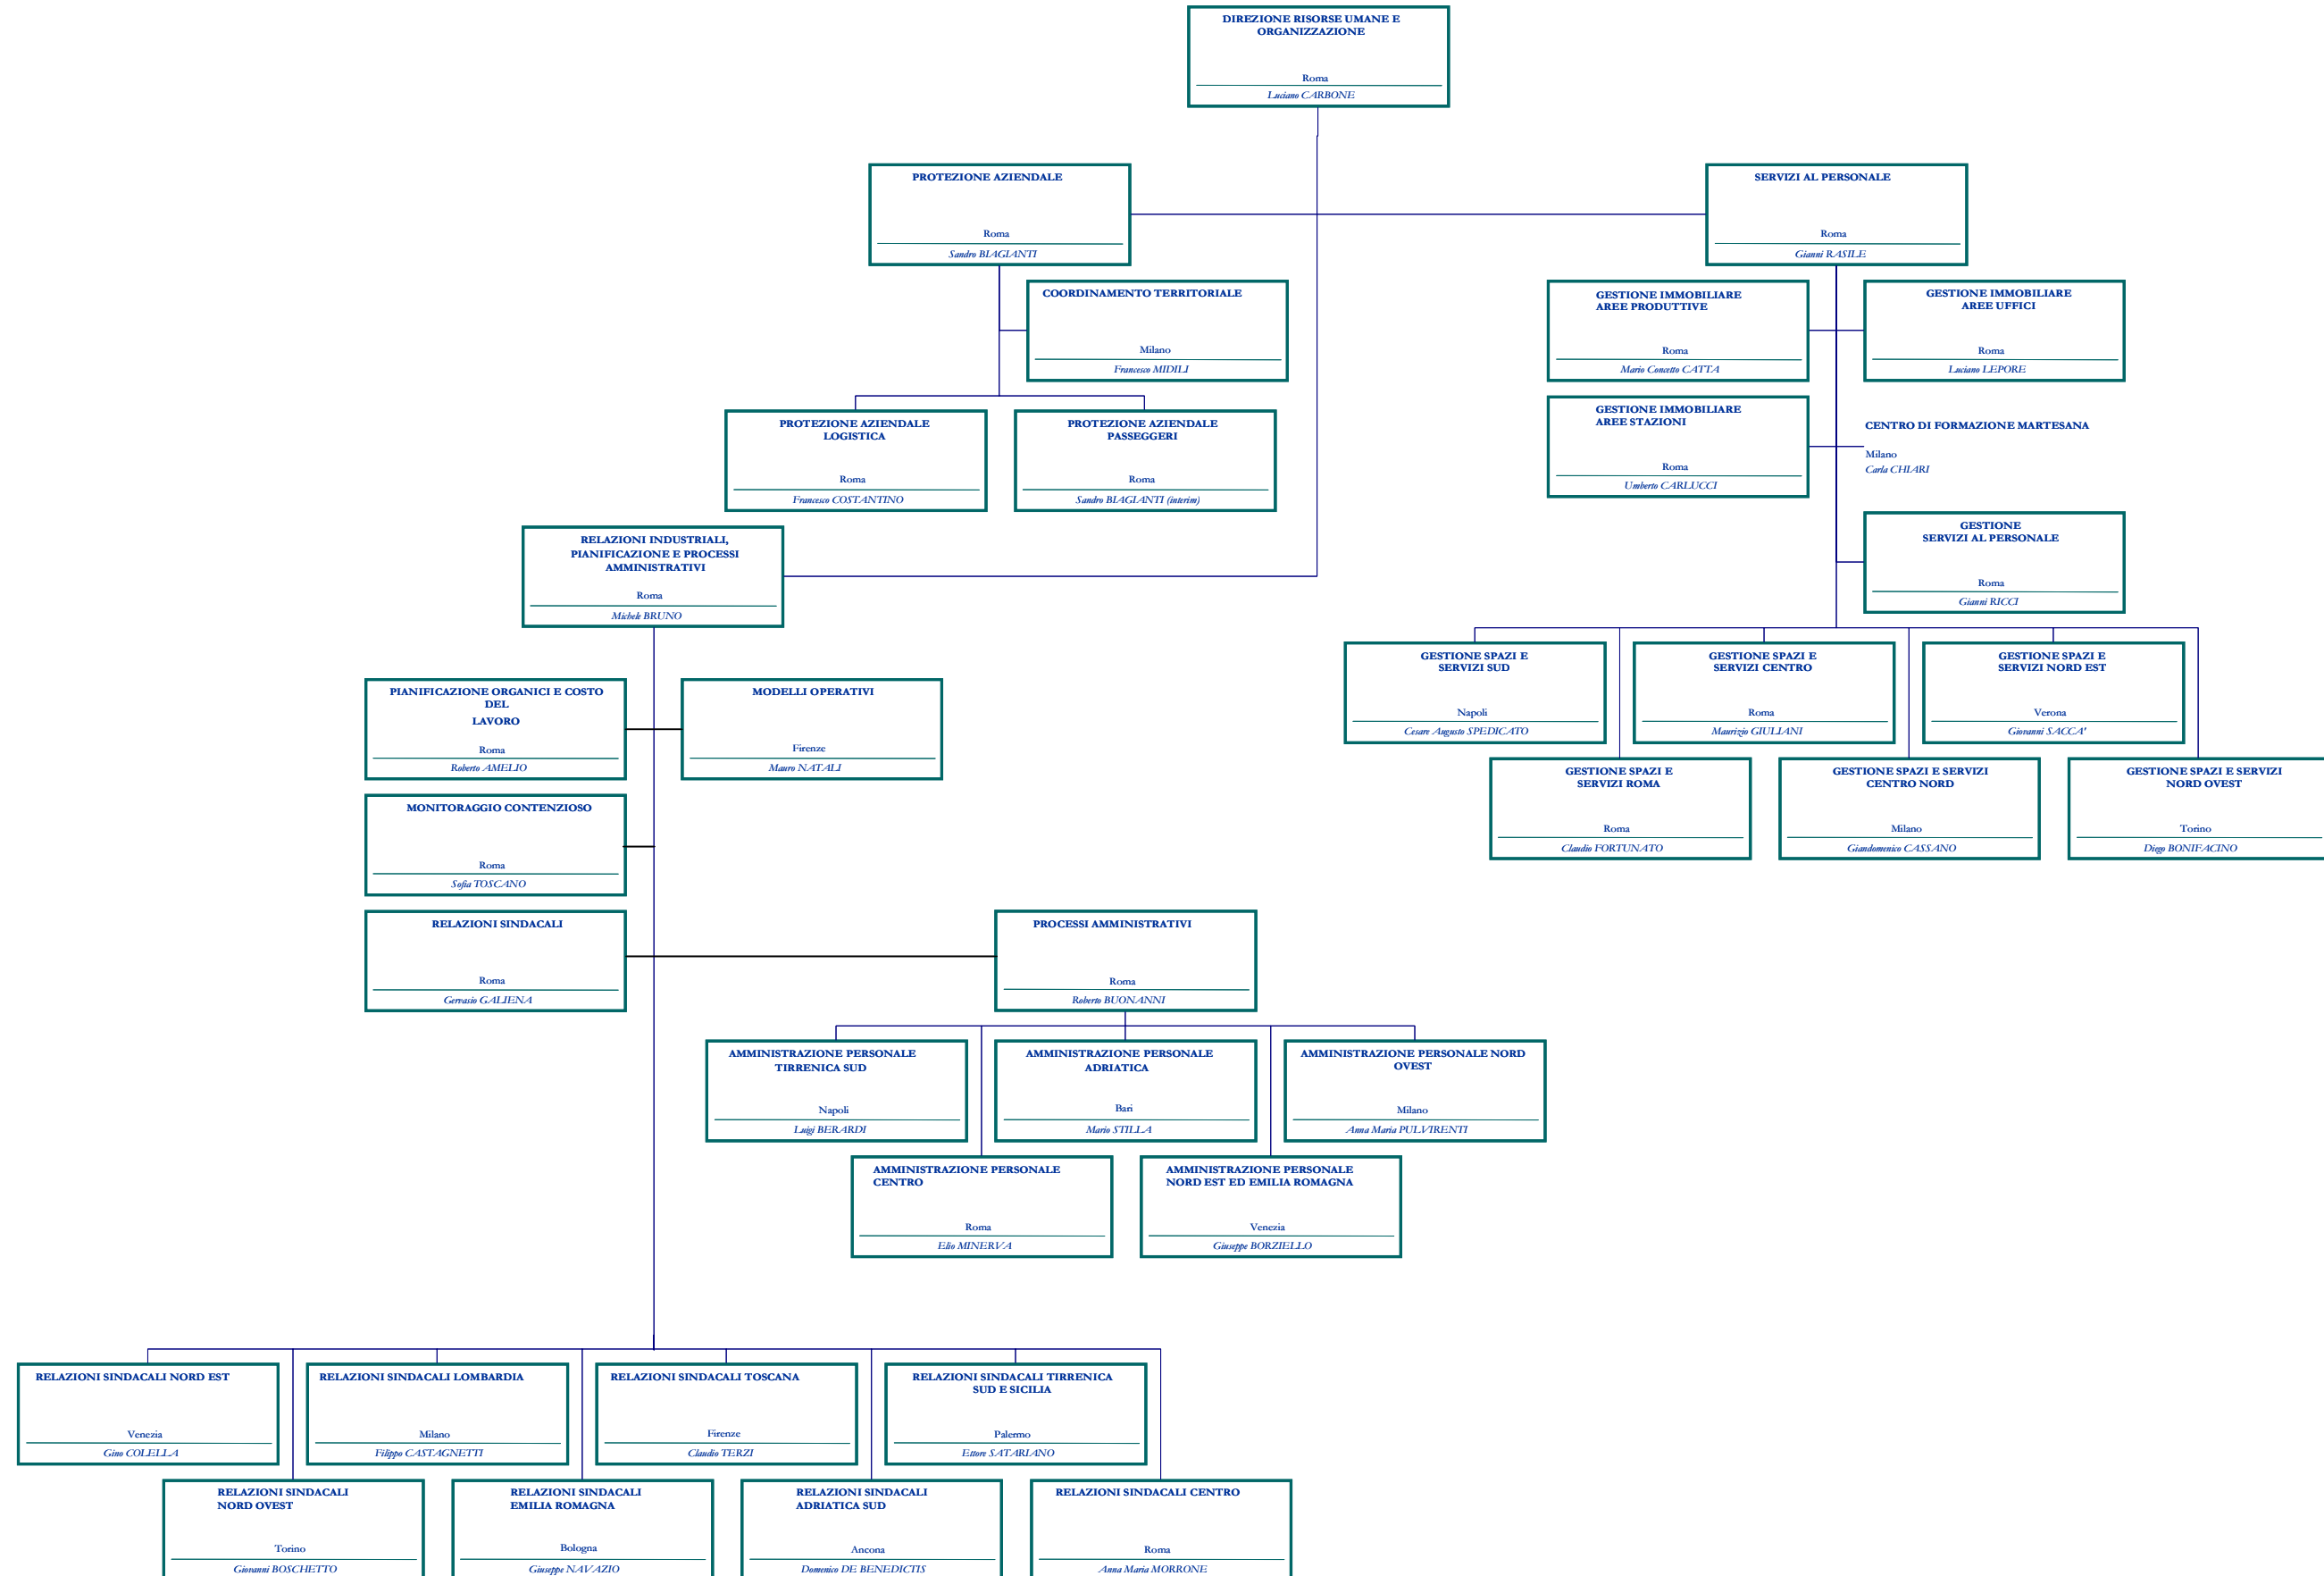 DIREZIONE RISORSE UMANE E
ORGANIZZAZIONE
Roma
Luciano CARBONE
PROTEZIONE AZIENDALE
Roma
Sandro BIAGIANTI
SERVIZI AL PERSONALE
Roma
Gianni RASILE
COORDINAMENTO TERRITORIALE
Milano
Francesco MIDILI
GESTIONE IMMOBILIARE
AREE PRODUTTIVE
Roma
Mario Concetto CATTA
GESTIONE IMMOBILIARE
AREE UFFICI
Roma
Luciano LEPORE
PROTEZIONE AZIENDALE
LOGISTICA
Roma
Francesco COSTANTINO
PROTEZIONE AZIENDALE
PASSEGGERI
Roma
Sandro BIAGIANTI (interim)
GESTIONE IMMOBILIARE
AREE STAZIONI
Roma
Umberto CARLUCCI
CENTRO DI FORMAZIONE MARTESANA
Milano
Carla CHIARI
RELAZIONI INDUSTRIALI,
PIANIFICAZIONE E PROCESSI
AMMINISTRATIVI
Roma
Michele BRUNO
GESTIONE
SERVIZI AL PERSONALE
Roma
Gianni RICCI
GESTIONE SPAZI E
SERVIZI SUD
Napoli
Cesare Augusto SPEDICATO
GESTIONE SPAZI E
SERVIZI CENTRO
Roma
Maurizio GIULIANI
GESTIONE SPAZI E
SERVIZI NORD EST
Verona
Giovanni SACCA'
PIANIFICAZIONE ORGANICI E COSTO
DEL
LAVORO
Roma
Roberto AMELIO
MODELLI OPERATIVI
Firenze
Mauro NATALI
GESTIONE SPAZI E
SERVIZI ROMA
Roma
Claudio FORTUNATO
GESTIONE SPAZI E SERVIZI
CENTRO NORD
Milano
Giandomenico CASSANO
GESTIONE SPAZI E SERVIZI
NORD OVEST
Torino
Diego BONIFACINO
MONITORAGGIO CONTENZIOSO
Roma
Sofia TOSCANO
RELAZIONI SINDACALI
Roma
Gervasio GALIENA
PROCESSI AMMINISTRATIVI
Roma
Roberto BUONANNI
AMMINISTRAZIONE PERSONALE
TIRRENICA SUD
Napoli
Luigi BERARDI
AMMINISTRAZIONE PERSONALE
ADRIATICA
Bari
Mario STILLA
AMMINISTRAZIONE PERSONALE NORD
OVEST
Milano
Anna Maria PULVIRENTI
AMMINISTRAZIONE PERSONALE
CENTRO
Roma
Elio MINERVA
AMMINISTRAZIONE PERSONALE
NORD EST ED EMILIA ROMAGNA
Venezia
Giuseppe BORZIELLO
RELAZIONI SINDACALI NORD EST
Venezia
Gino COLELLA
RELAZIONI SINDACALI LOMBARDIA
Milano
Filippo CASTAGNETTI
RELAZIONI SINDACALI TOSCANA
Firenze
Claudio TERZI
RELAZIONI SINDACALI TIRRENICA
SUD E SICILIA
Palermo
Ettore SATARIANO
RELAZIONI SINDACALI
NORD OVEST
Torino
Giovanni BOSCHETTO
RELAZIONI SINDACALI
EMILIA ROMAGNA
Bologna
Giuseppe NAVAZIO
RELAZIONI SINDACALI
ADRIATICA SUD
Ancona
Domenico DE BENEDICTIS
RELAZIONI SINDACALI CENTRO
Roma
Anna Maria MORRONE